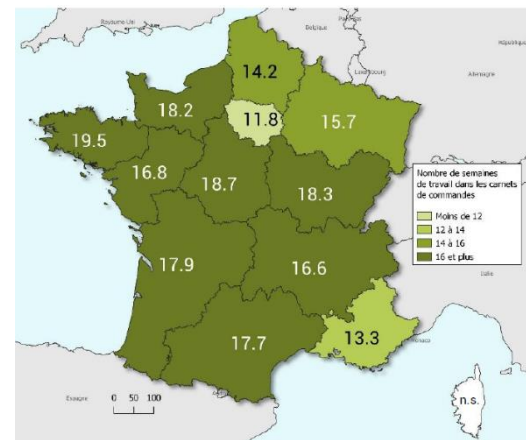 Royaume Uni
Belgique
Luxembourg
Allemagne
14.2
18.2
11.8
15.7
19.5
16.8
18.7
18.3
Nombre de semaines
de travail dans les carnets
de commandes
Moins de 12
12 à 14
14 à 16
16 et plus
17.9
16.6
Italie
13.3
17.7
Monaco
n.s.
Espagne
0 50 100